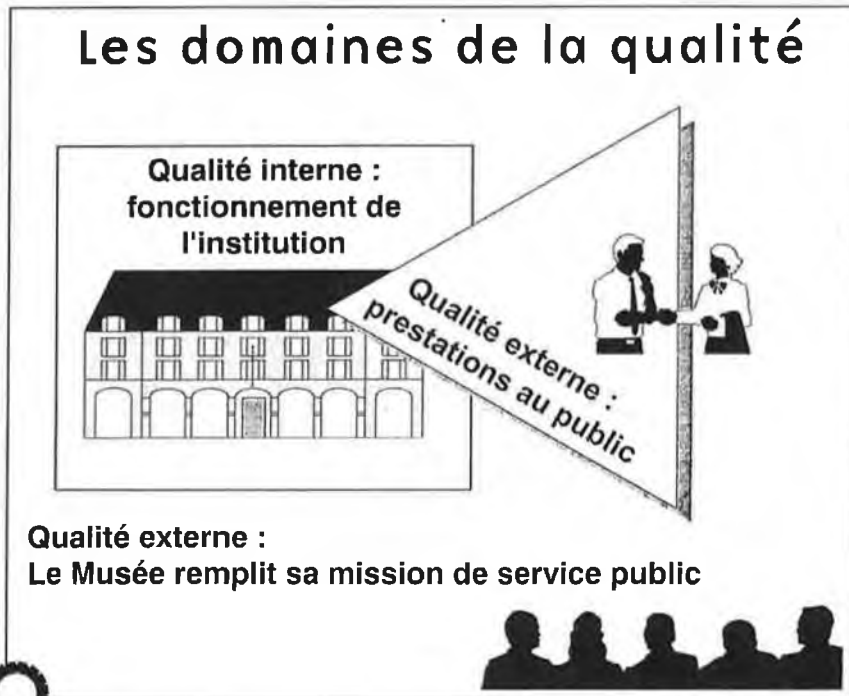 Les domaines de la qualité
Qualité interne :
fonctionnement de
l'institution
Qualité externe :
prestations au public
Qualité externe :
Le Musée remplit sa mission de service public